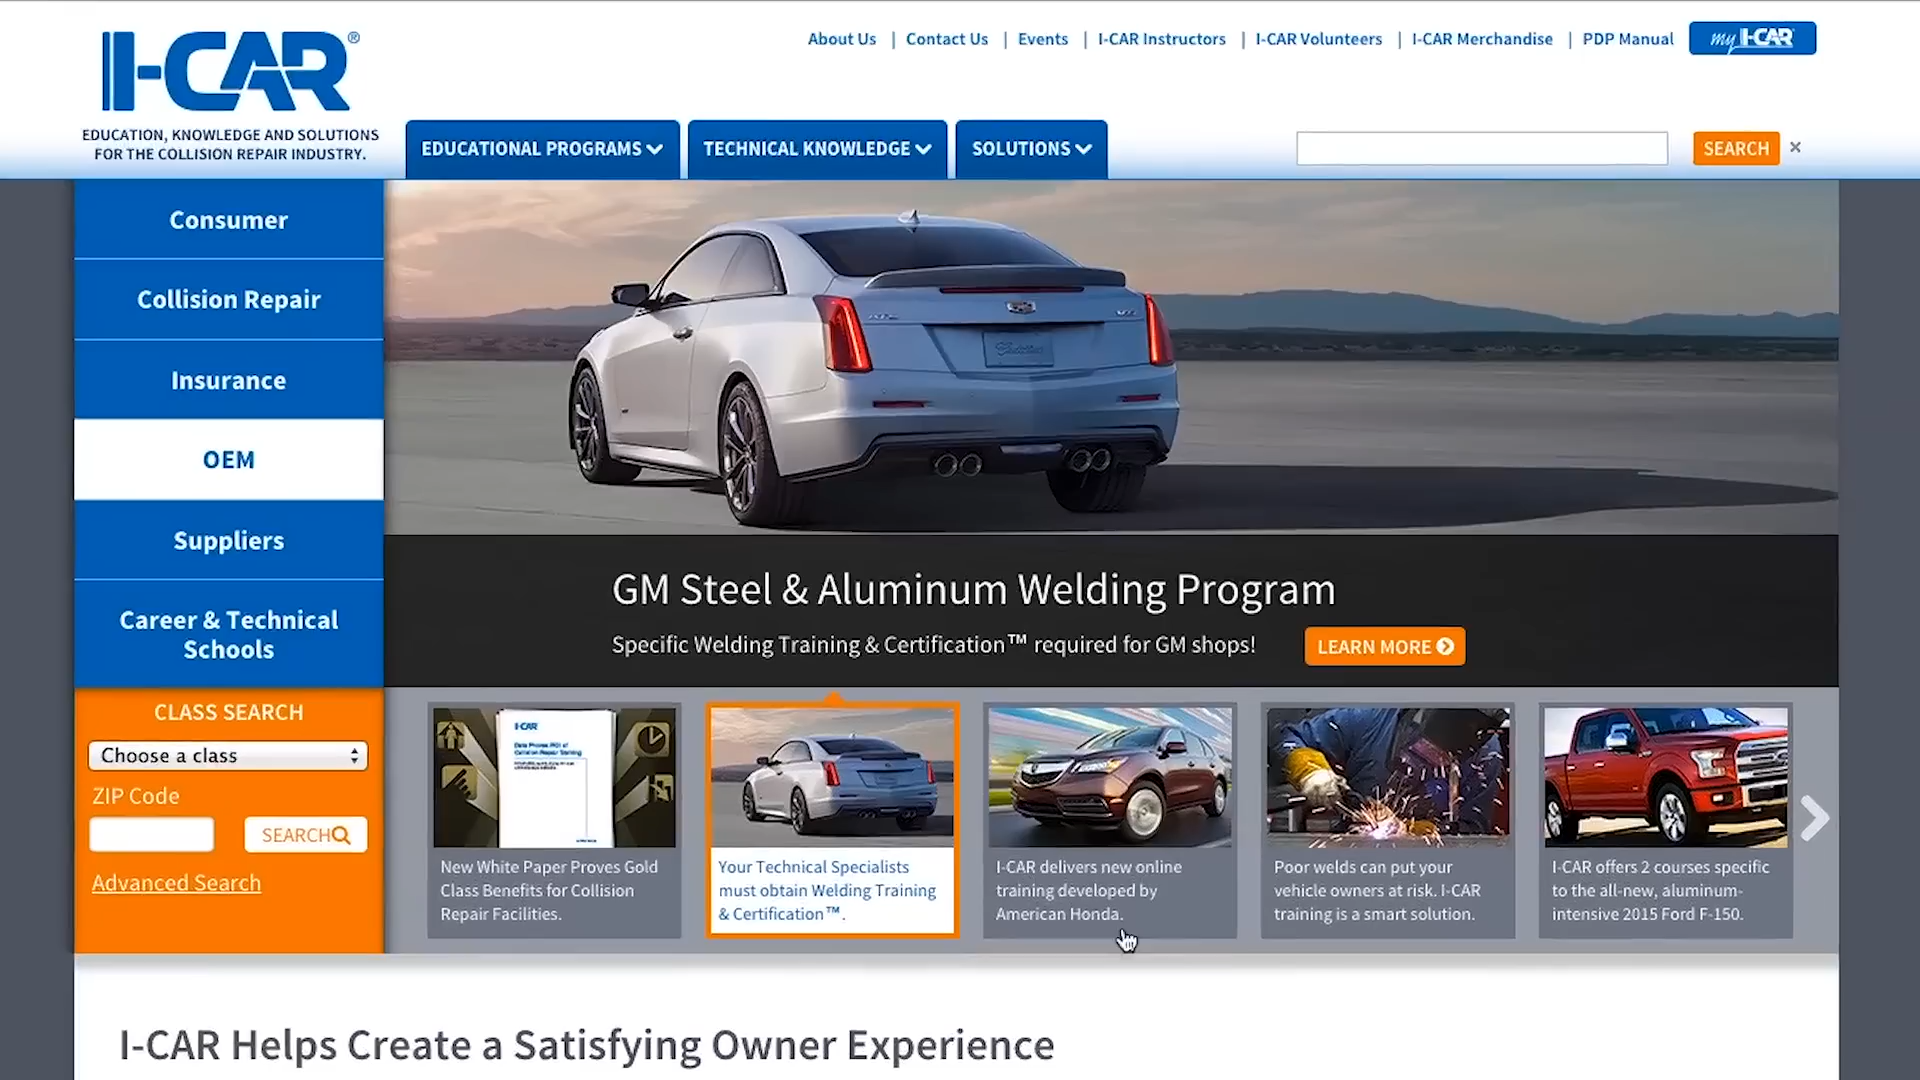 I-CAR®
EDUCATION, KNOWLEDGE AND SOLUTIONS
FOR THE COLLISION REPAIR INDUSTRY.
About Us | Contact Us | Events | I-CAR Instructors | I-CAR Volunteers | I-CAR Merchandise | PDP Manual
my I-CAR
EDUCATIONAL PROGRAMS
TECHNICAL KNOWLEDGE
SOLUTIONS
SEARCH ×
Consumer
Collision Repair
Insurance
OEM
Suppliers
Career & Technical
Schools
GM Steel & Aluminum Welding Program
Specific Welding Training & Certification™ required for GM shops!
LEARN MORE
CLASS SEARCH
Choose a class
ZIP Code
SEARCH
Advanced Search
I-CAR
New White Paper Proves Gold
Class Benefits for Collision
Repair Facilities.
Your Technical Specialists
must obtain Welding Training
& Certification™.
I-CAR delivers new online
training developed by
American Honda.
Poor welds can put your
vehicle owners at risk. I-CAR
training is a smart solution.
I-CAR offers 2 courses specific
to the all-new, aluminum-
intensive 2015 Ford F-150.
I-CAR Helps Create a Satisfying Owner Experience